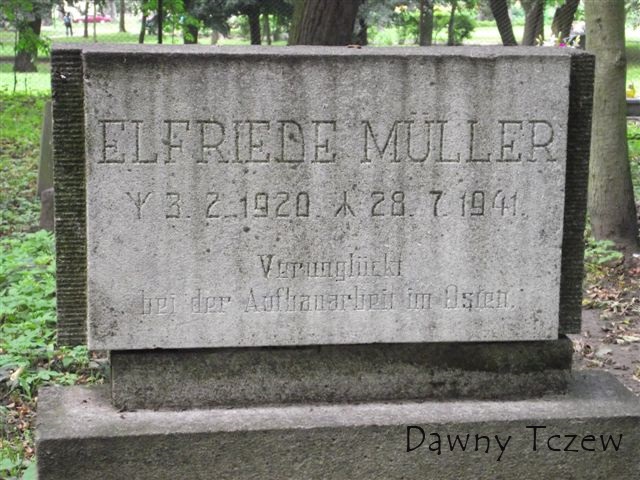 ELFRIEDE MÜLLER
ᛉ 3. 2. 1920. ᛣ 28. 7. 1941.
Verunglückt
bei der Aufbauarbeit im Osten.
Dawny Tczew